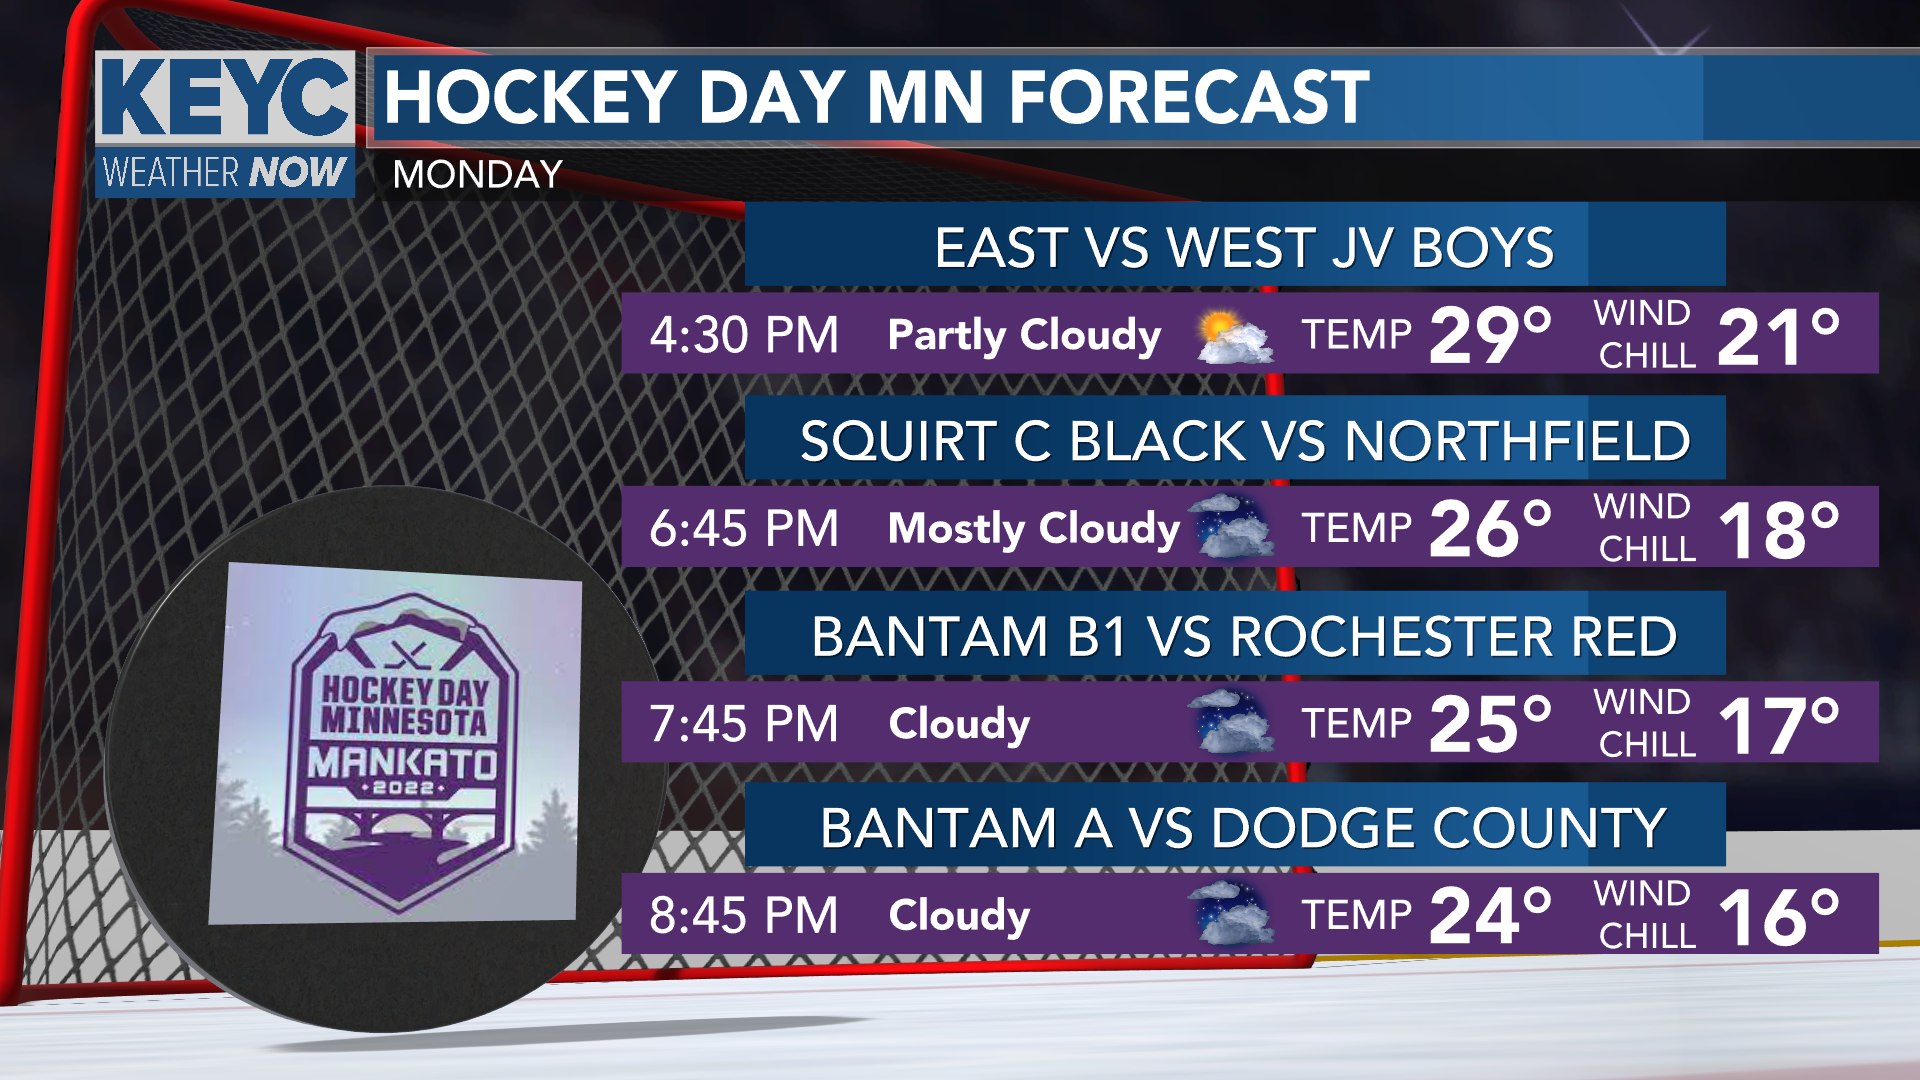 KEYC
WEATHER NOW
HOCKEY DAY MN FORECAST
MONDAY
EAST VS WEST JV BOYS
4:30 PM Partly Cloudy TEMP 29° WIND CHILL 21°
SQUIRT C BLACK VS NORTHFIELD
6:45 PM Mostly Cloudy TEMP 26° WIND CHILL 18°
BANTAM B1 VS ROCHESTER RED
7:45 PM Cloudy TEMP 25° WIND CHILL 17°
BANTAM A VS DODGE COUNTY
8:45 PM Cloudy TEMP 24° WIND CHILL 16°
HOCKEY DAY
MINNESOTA
MANKATO
•2022•